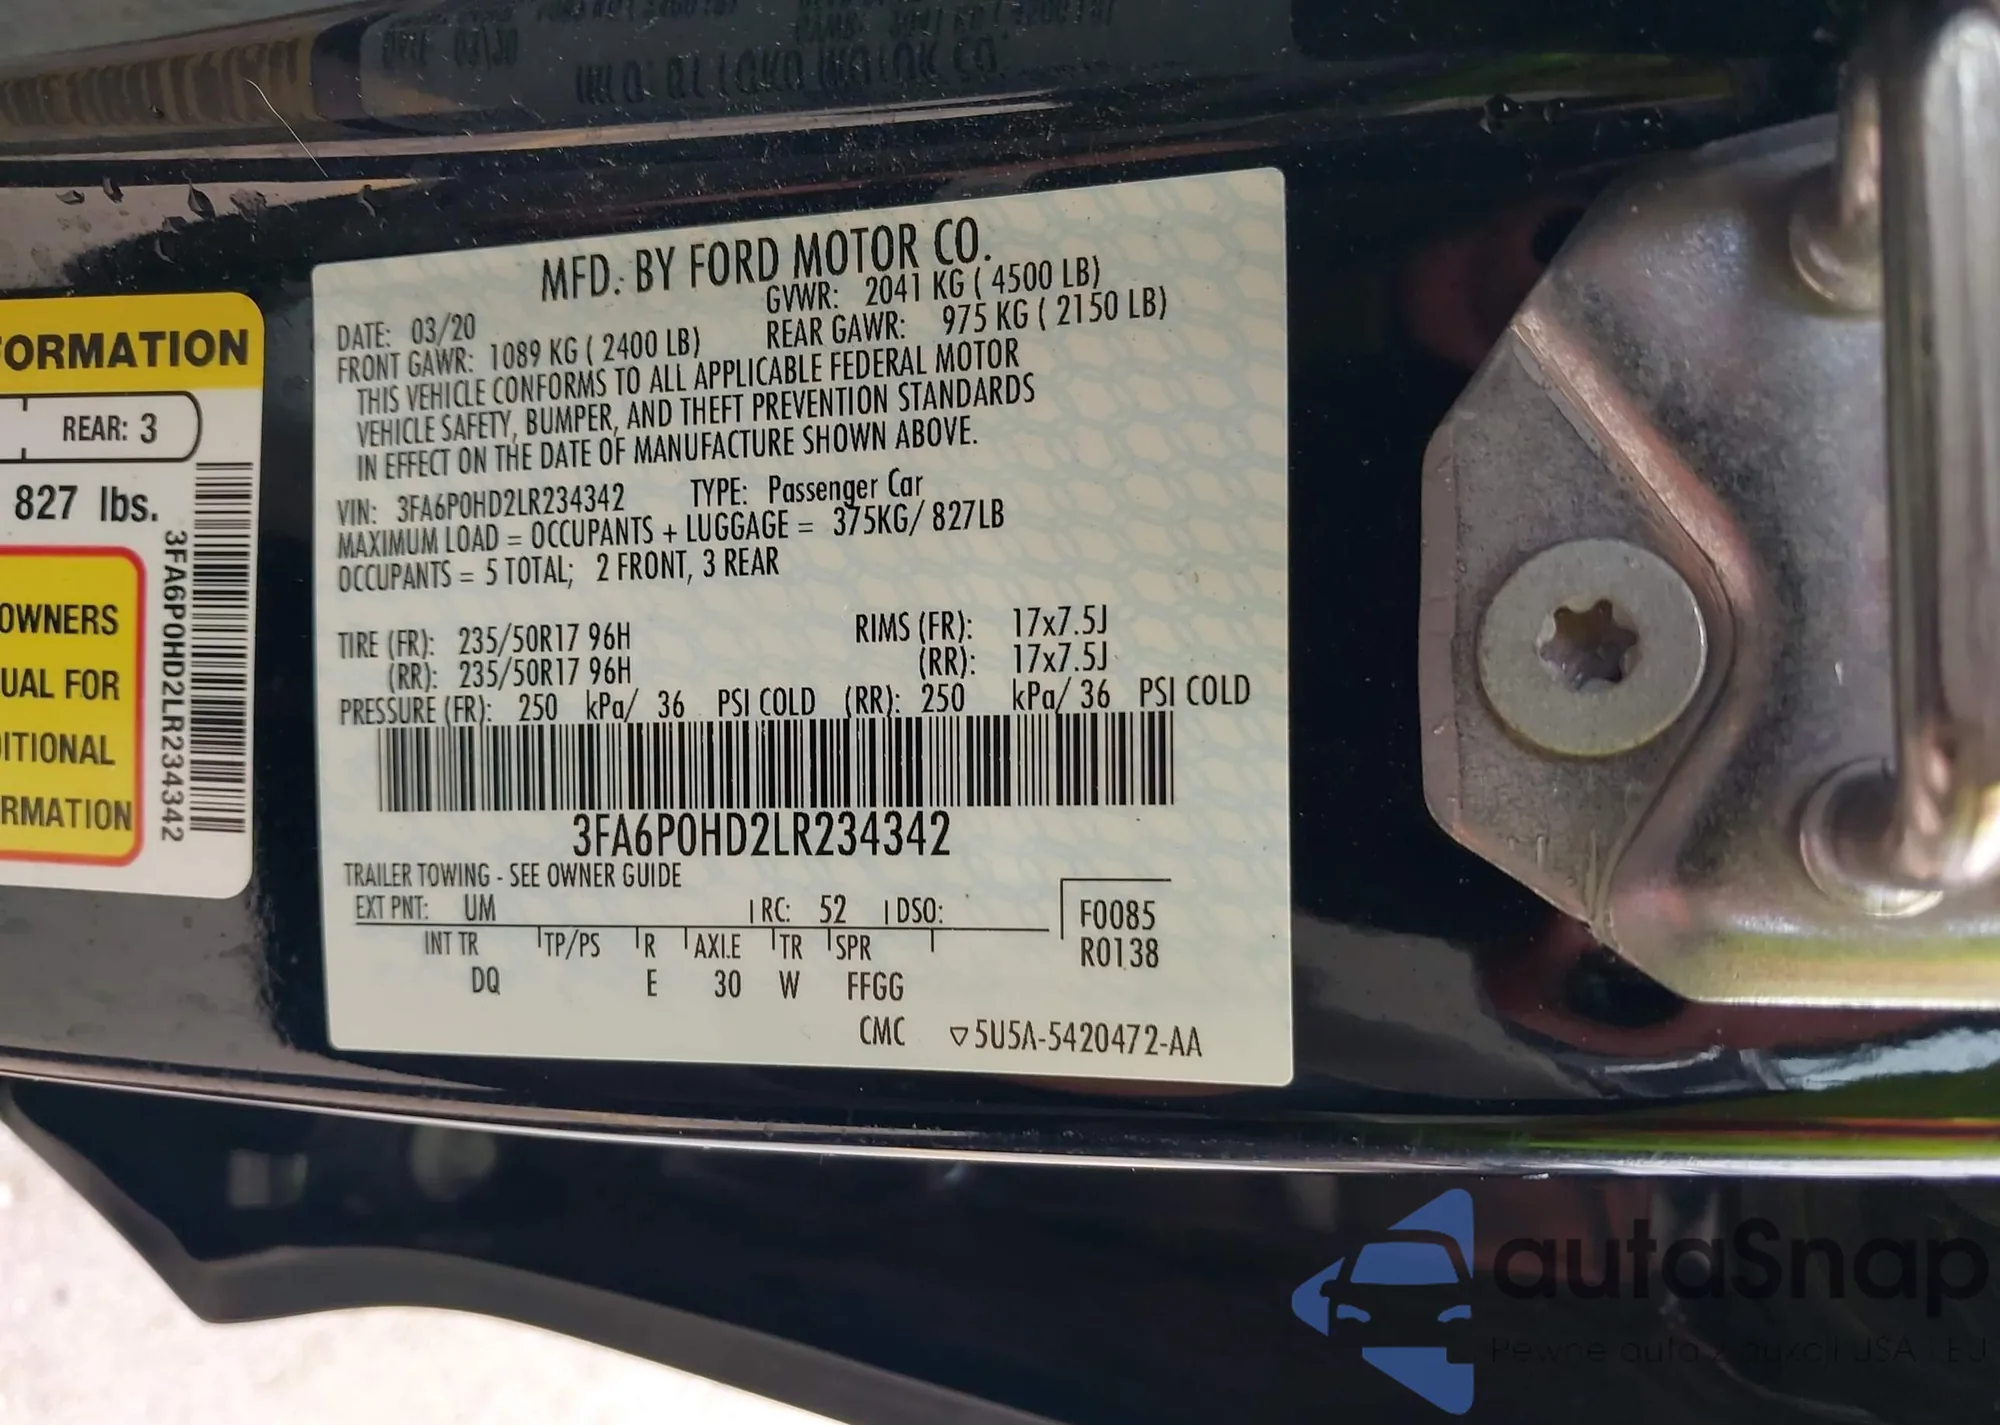 MFD. BY FORD MOTOR CO.
DATE: 03/20 GVWR: 2041 KG ( 4500 LB)
FRONT GAWR: 1089 KG ( 2400 LB) REAR GAWR: 975 KG ( 2150 LB)
THIS VEHICLE CONFORMS TO ALL APPLICABLE FEDERAL MOTOR
VEHICLE SAFETY, BUMPER, AND THEFT PREVENTION STANDARDS
IN EFFECT ON THE DATE OF MANUFACTURE SHOWN ABOVE.
VIN: 3FA6P0HD2LR234342 TYPE: Passenger Car
MAXIMUM LOAD = OCCUPANTS + LUGGAGE = 375KG/ 827LB
OCCUPANTS = 5 TOTAL; 2 FRONT, 3 REAR
TIRE (FR): 235/50R17 96H RIMS (FR): 17x7.5J
(RR): 235/50R17 96H (RR): 17x7.5J
PRESSURE (FR): 250 kPa/ 36 PSI COLD (RR): 250 kPa/ 36 PSI COLD
3FA6P0HD2LR234342
TRAILER TOWING - SEE OWNER GUIDE
EXT PNT: UM RC: 52 DSO: F0085
INT TR TP/PS R AXLE TR SPR R0138
DQ E 30 W FFGG
CMC 5U5A-5420472-AA
FORMATION
REAR: 3
827 lbs.
OWNERS
UAL FOR
ITIONAL
RMATION
3FA6P0HD2LR234342
autaSnap
Pewne auta z aukcji USA i EU